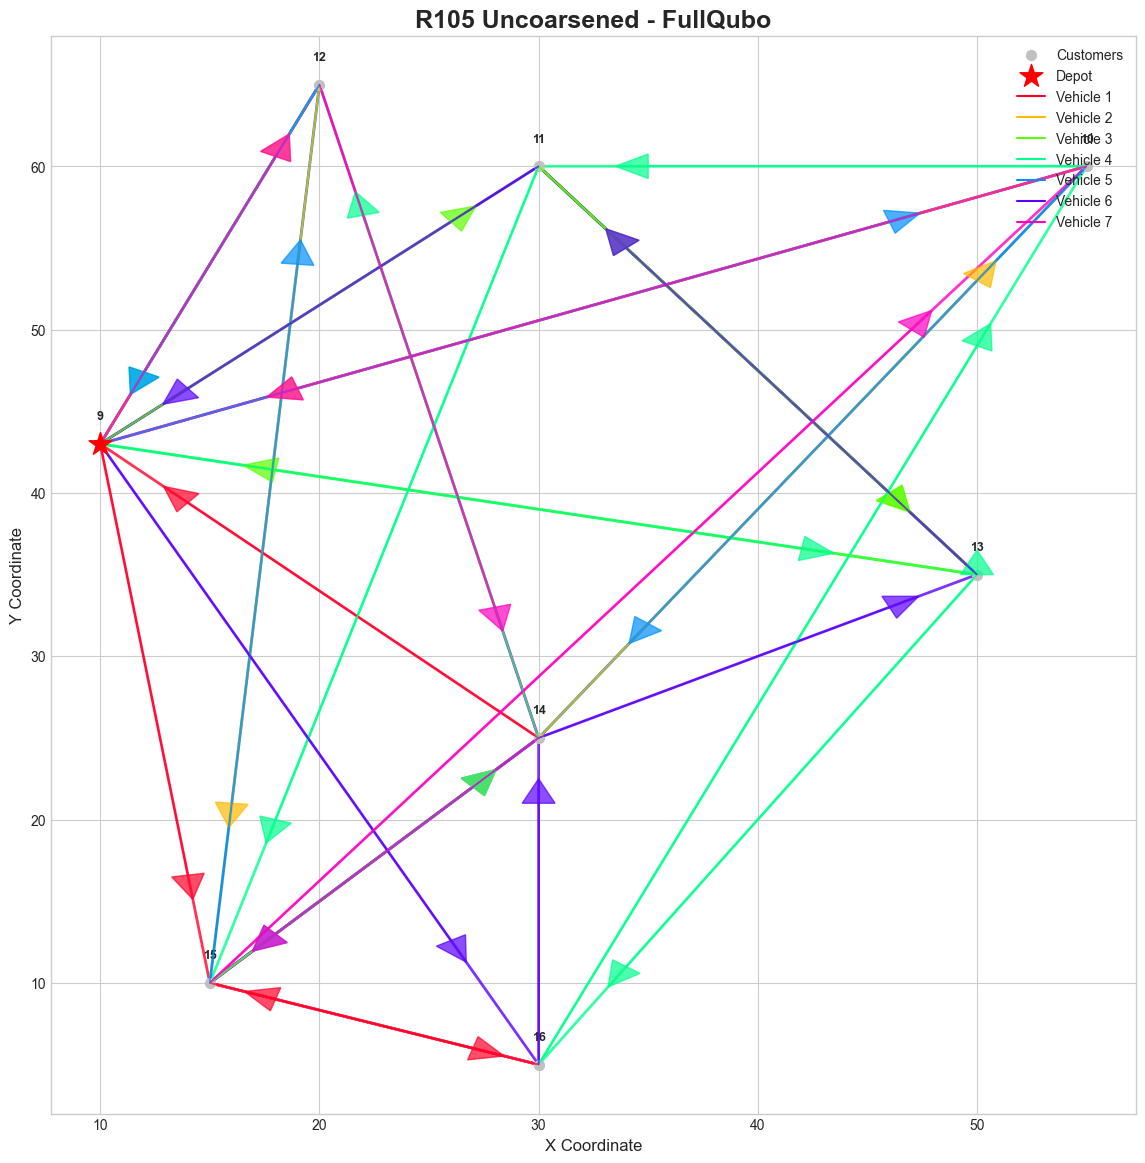 R105 Uncoarsened - FullQubo
Customers
Depot
Vehicle 1
Vehicle 2
Vehicle 3
Vehicle 4
Vehicle 5
Vehicle 6
Vehicle 7
12
11
10
9
13
14
15
16
Y Coordinate
60
50
40
30
20
10
10
20
30
40
50
X Coordinate